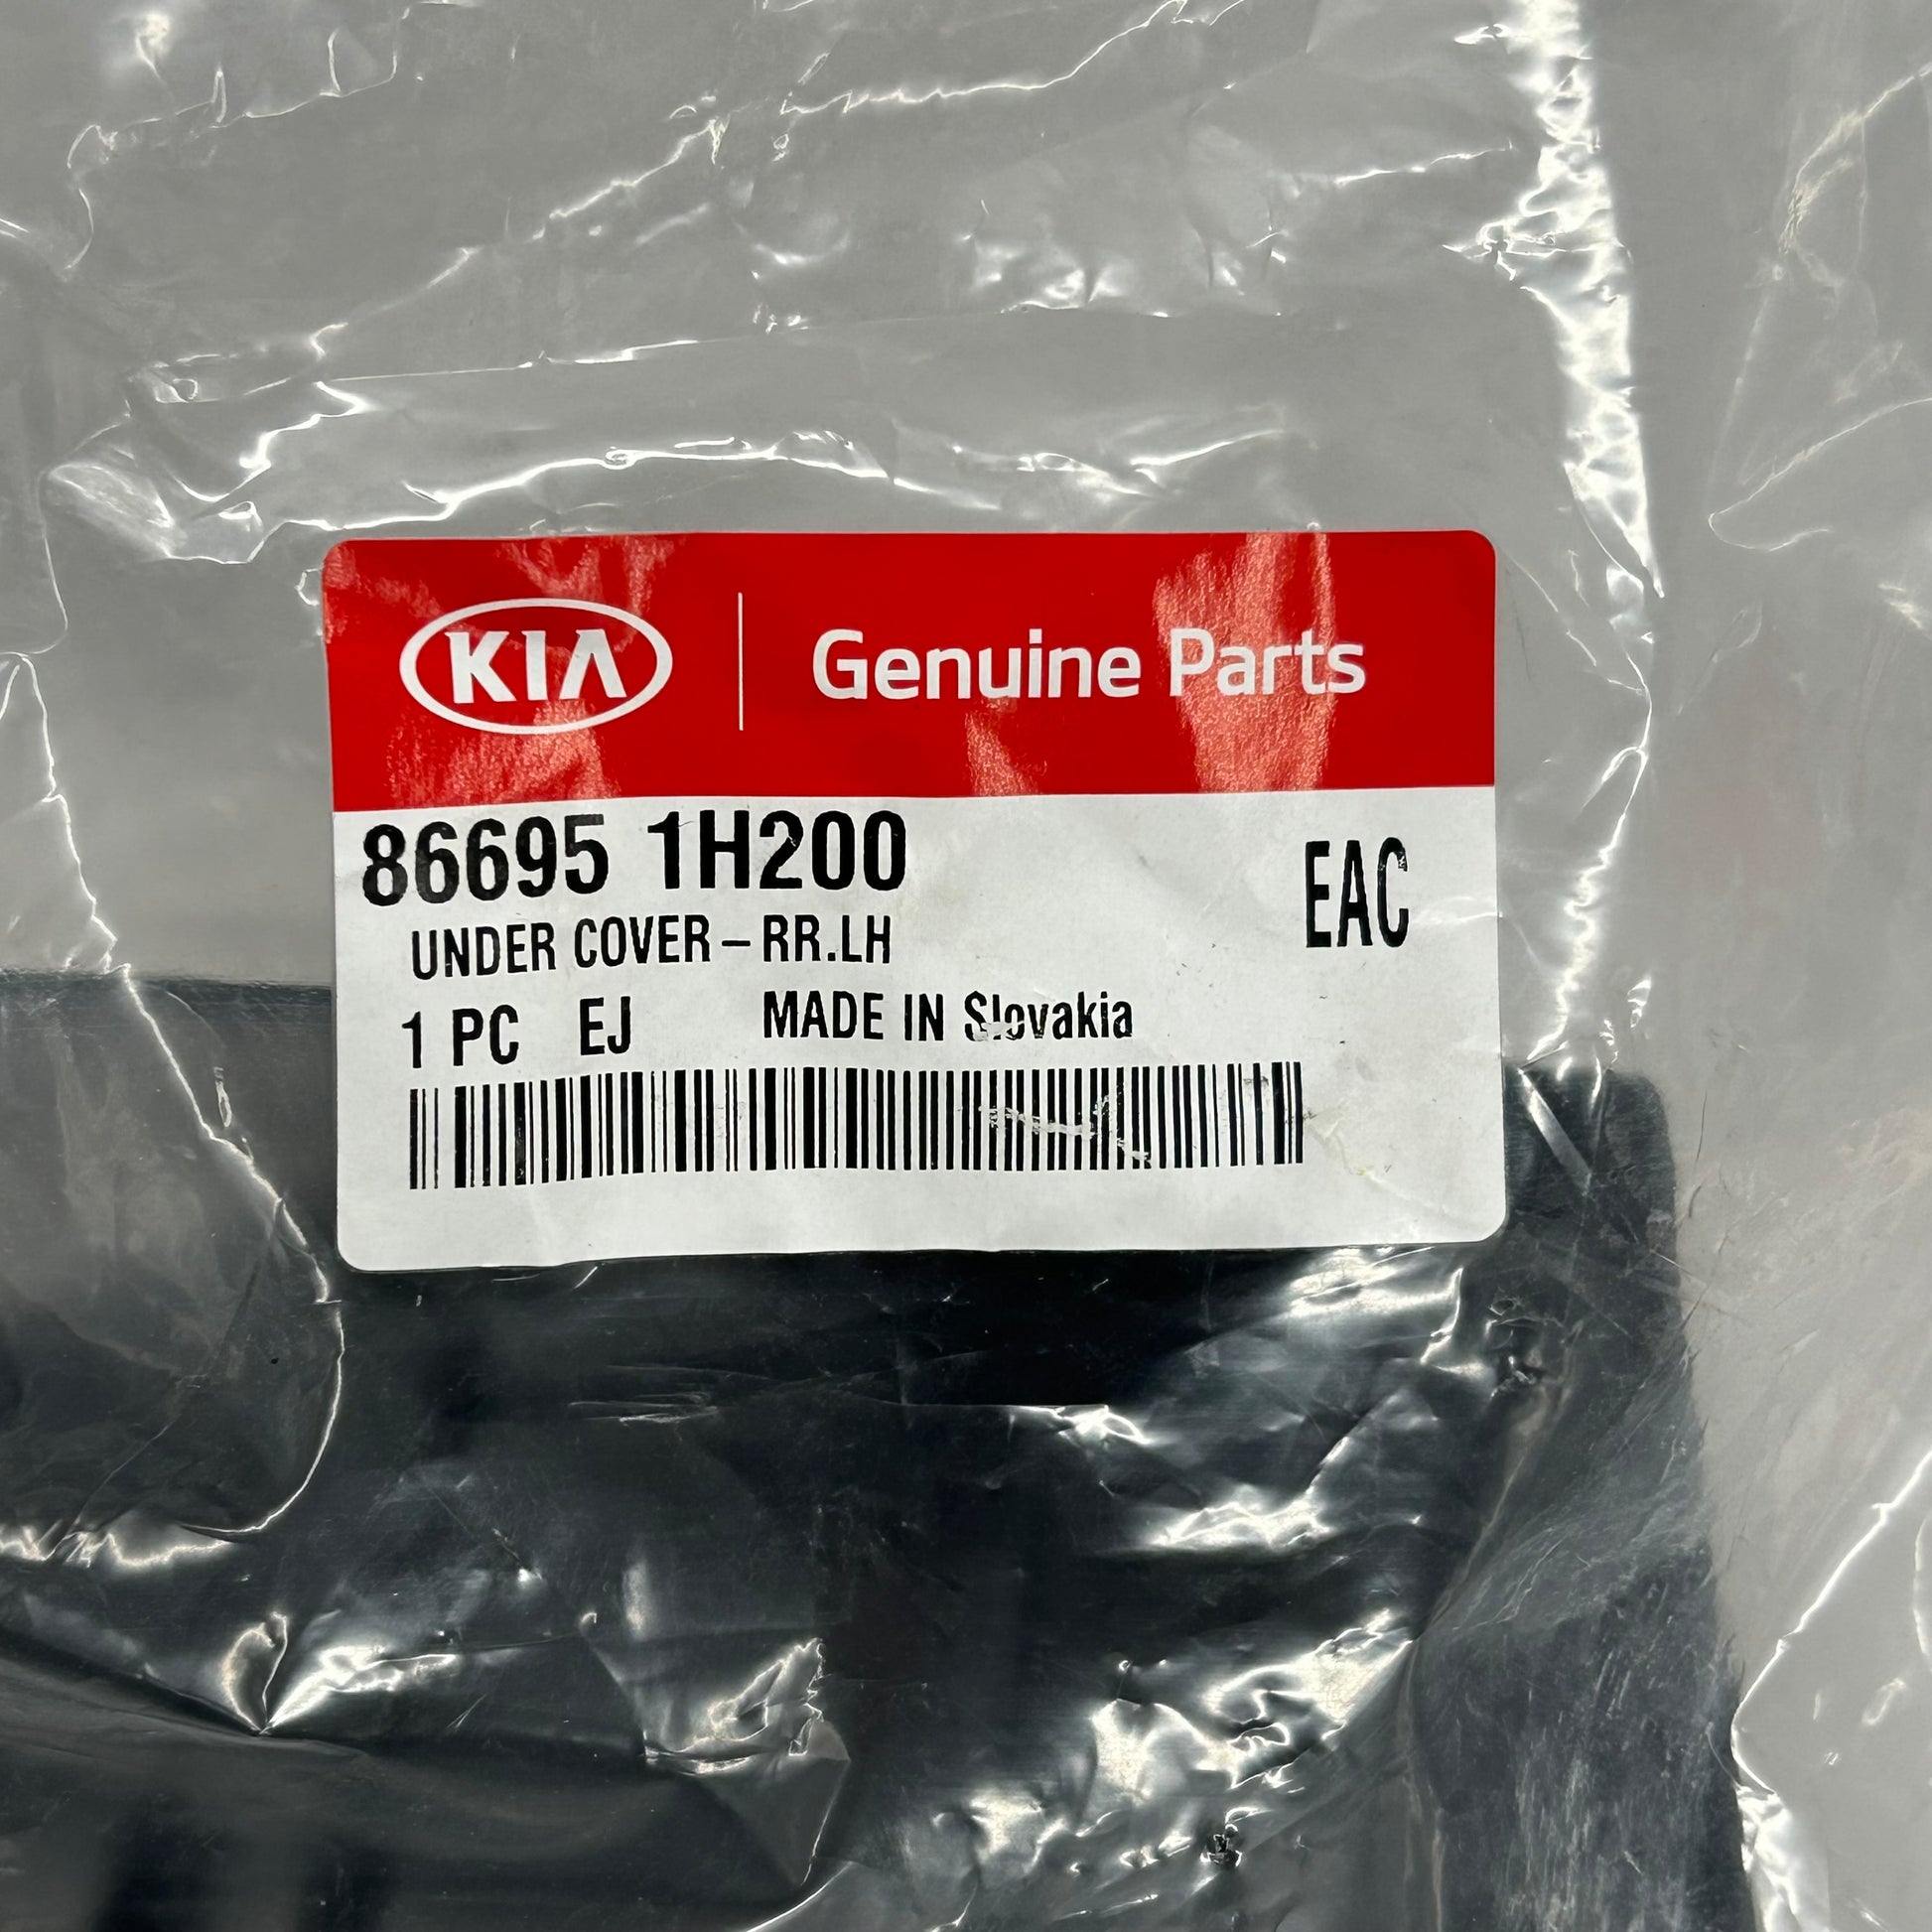 KIA Genuine Parts
86695 1H200
EAC
UNDER COVER-RR.LH
1 PC EJ MADE IN Slovakia